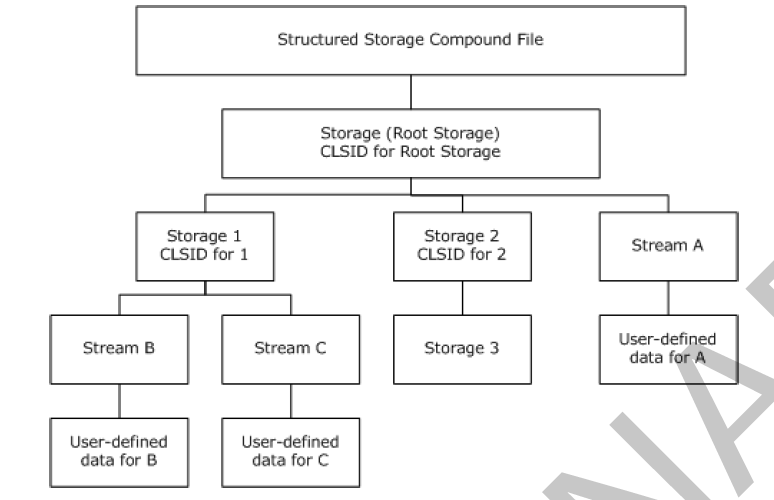 Structured Storage Compound File
Storage (Root Storage)
CLSID for Root Storage
Storage 1
CLSID for 1
Storage 2
CLSID for 2
Stream A
Stream B
Stream C
Storage 3
User-defined
data for A
User-defined
data for B
User-defined
data for C